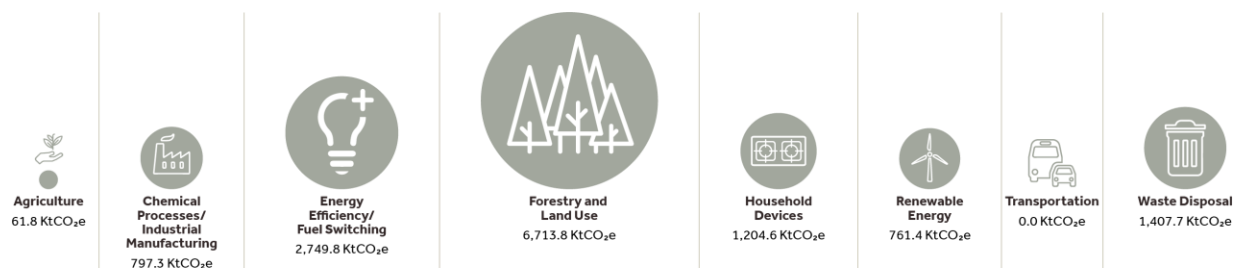 Agriculture
61.8 KtCO₂e
Chemical
Processes/
Industrial
Manufacturing
797.3 KtCO₂e
Energy
Efficiency/
Fuel Switching
2,749.8 KtCO₂e
Forestry and
Land Use
6,713.8 KtCO₂e
Household
Devices
1,204.6 KtCO₂e
Renewable
Energy
761.4 KtCO₂e
Transportation
0.0 KtCO₂e
Waste Disposal
1,407.7 KtCO₂e